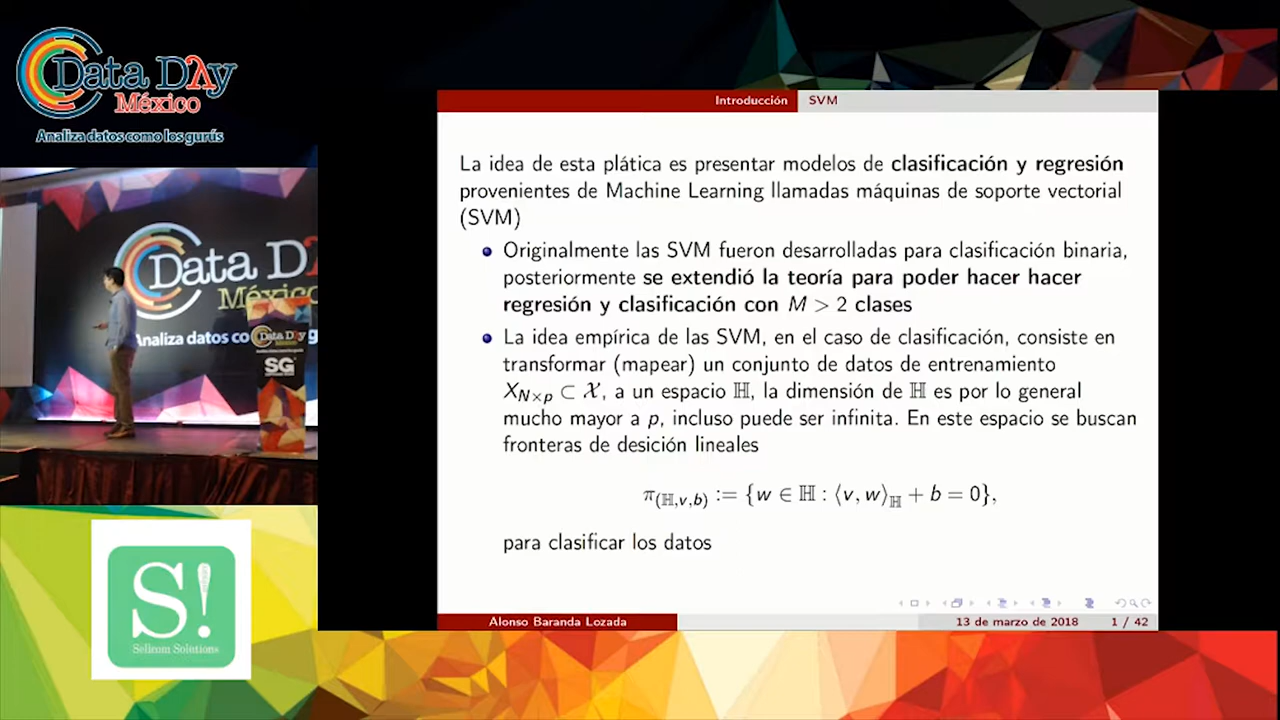 Data Day
México
Analiza datos como los gurús
Introducción SVM
La idea de esta plática es presentar modelos de clasificación y regresión
provenientes de Machine Learning llamadas máquinas de soporte vectorial
(SVM)
Originalmente las SVM fueron desarrolladas para clasificación binaria,
posteriormente se extendió la teoría para poder hacer hacer
regresión y clasificación con M > 2 clases
La idea empírica de las SVM, en el caso de clasificación, consiste en
transformar (mapear) un conjunto de datos de entrenamiento
X_{N×p} ⊂ 𝒳, a un espacio ℍ, la dimensión de ℍ es por lo general
mucho mayor a p, incluso puede ser infinita. En este espacio se buscan
fronteras de desición lineales
π_{(ℍ,v,b)} := {w ∈ ℍ : ⟨v, w⟩_ℍ + b = 0},
para clasificar los datos
Alonso Baranda Lozada 13 de marzo de 2018 1 / 42
Data D
México
Analiza datos co
g
Data Day
México
SG
S!
Sellcom Solutions